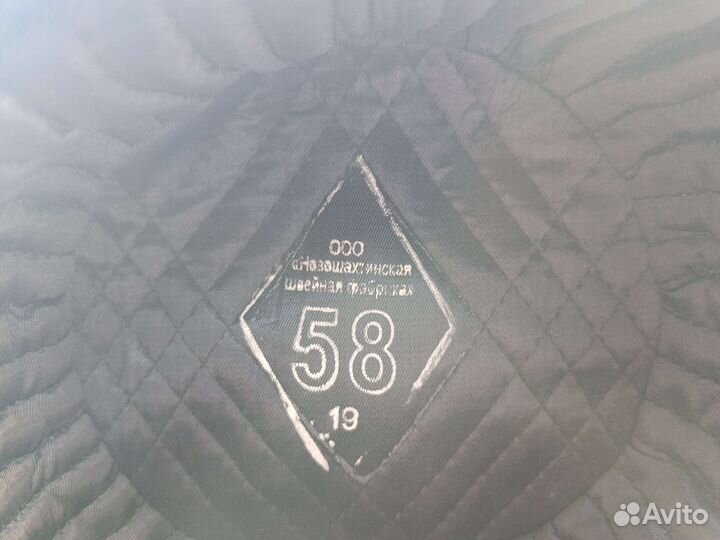 ООО
«Новошахтинская
швейная фабрика»
58
19
Avito